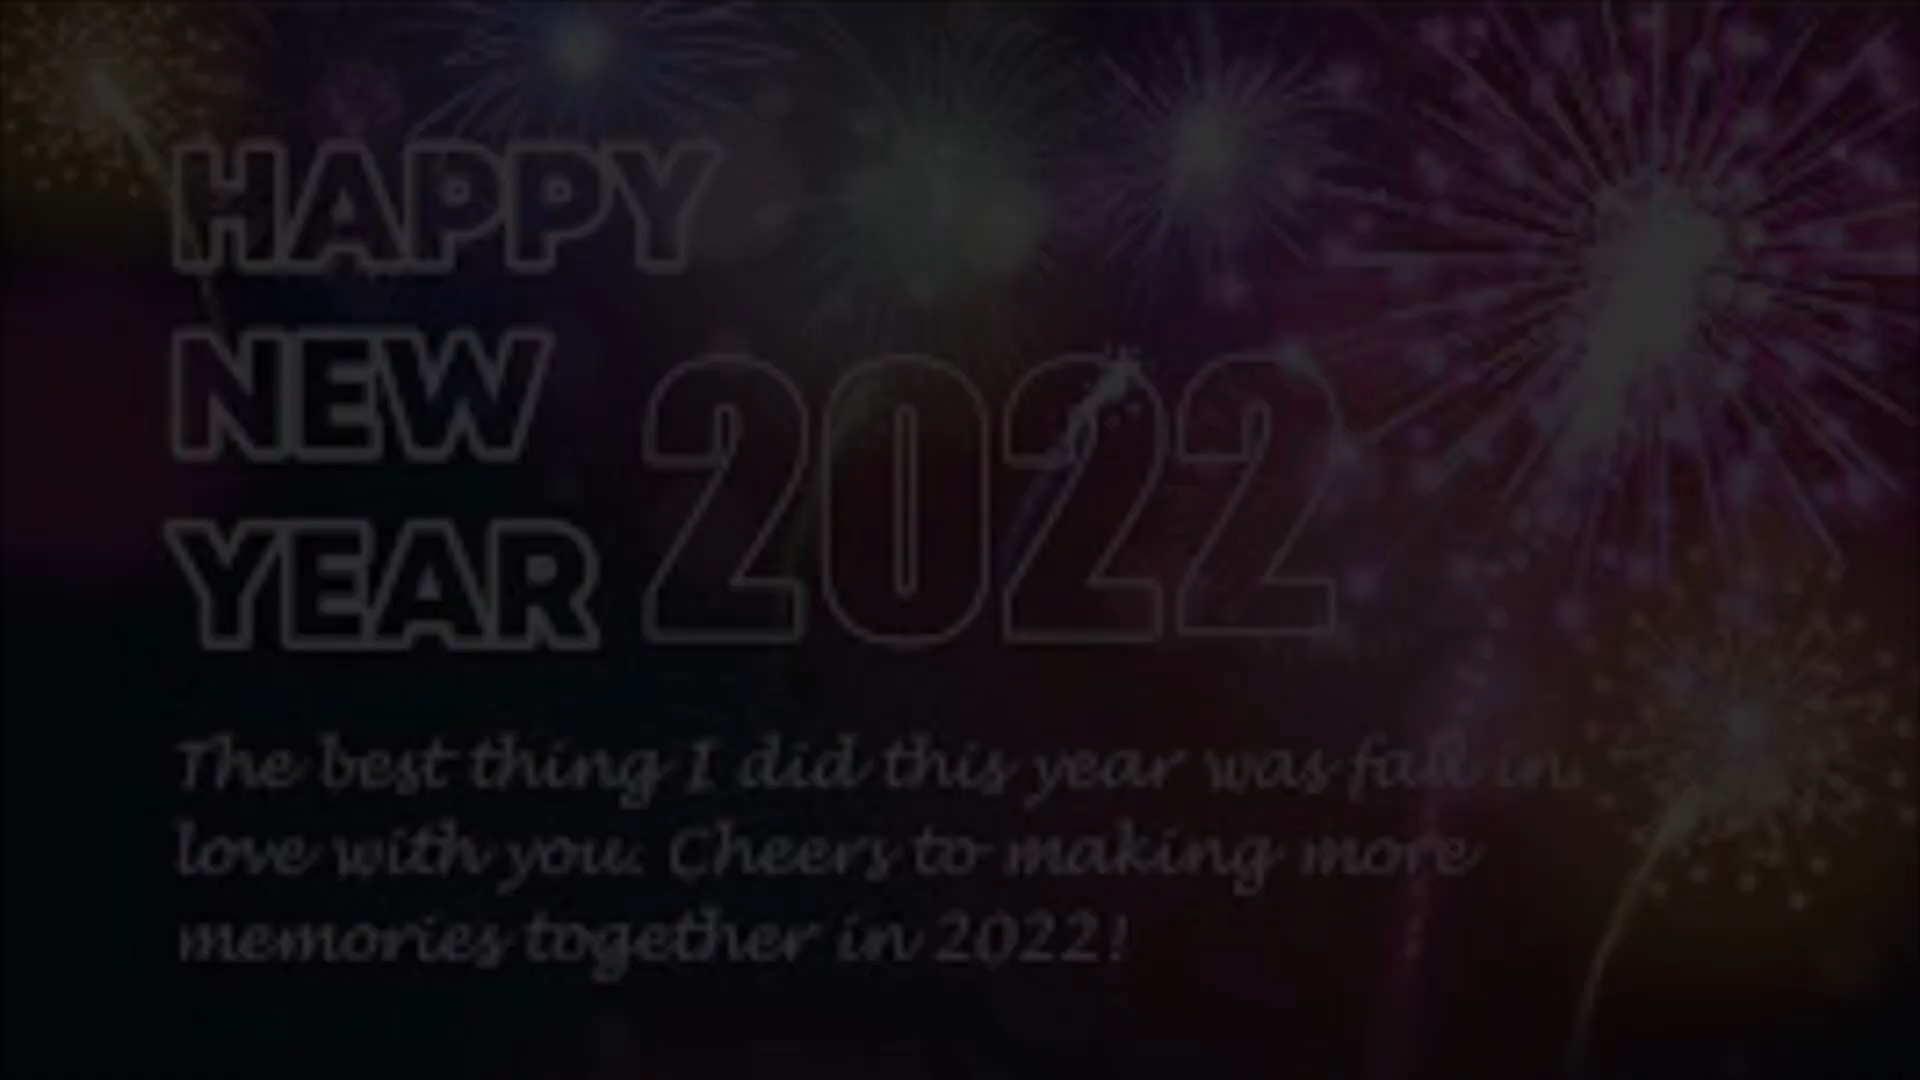 HAPPY
NEW
YEAR 2022
The best thing I did this year was fall in
love with you. Cheers to making more
memories together in 2022!